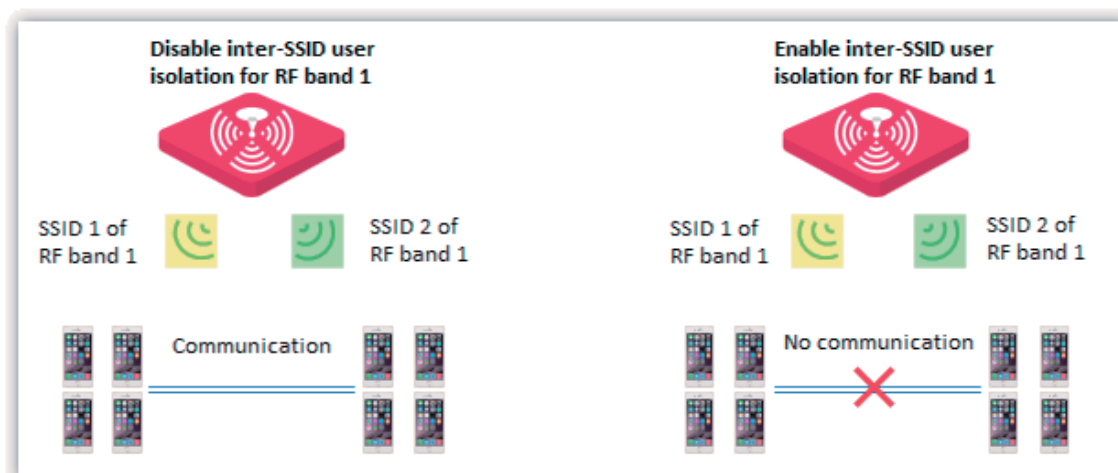 Disable inter-SSID user
isolation for RF band 1
SSID 1 of
RF band 1
SSID 2 of
RF band 1
Communication
Enable inter-SSID user
isolation for RF band 1
SSID 1 of
RF band 1
SSID 2 of
RF band 1
No communication